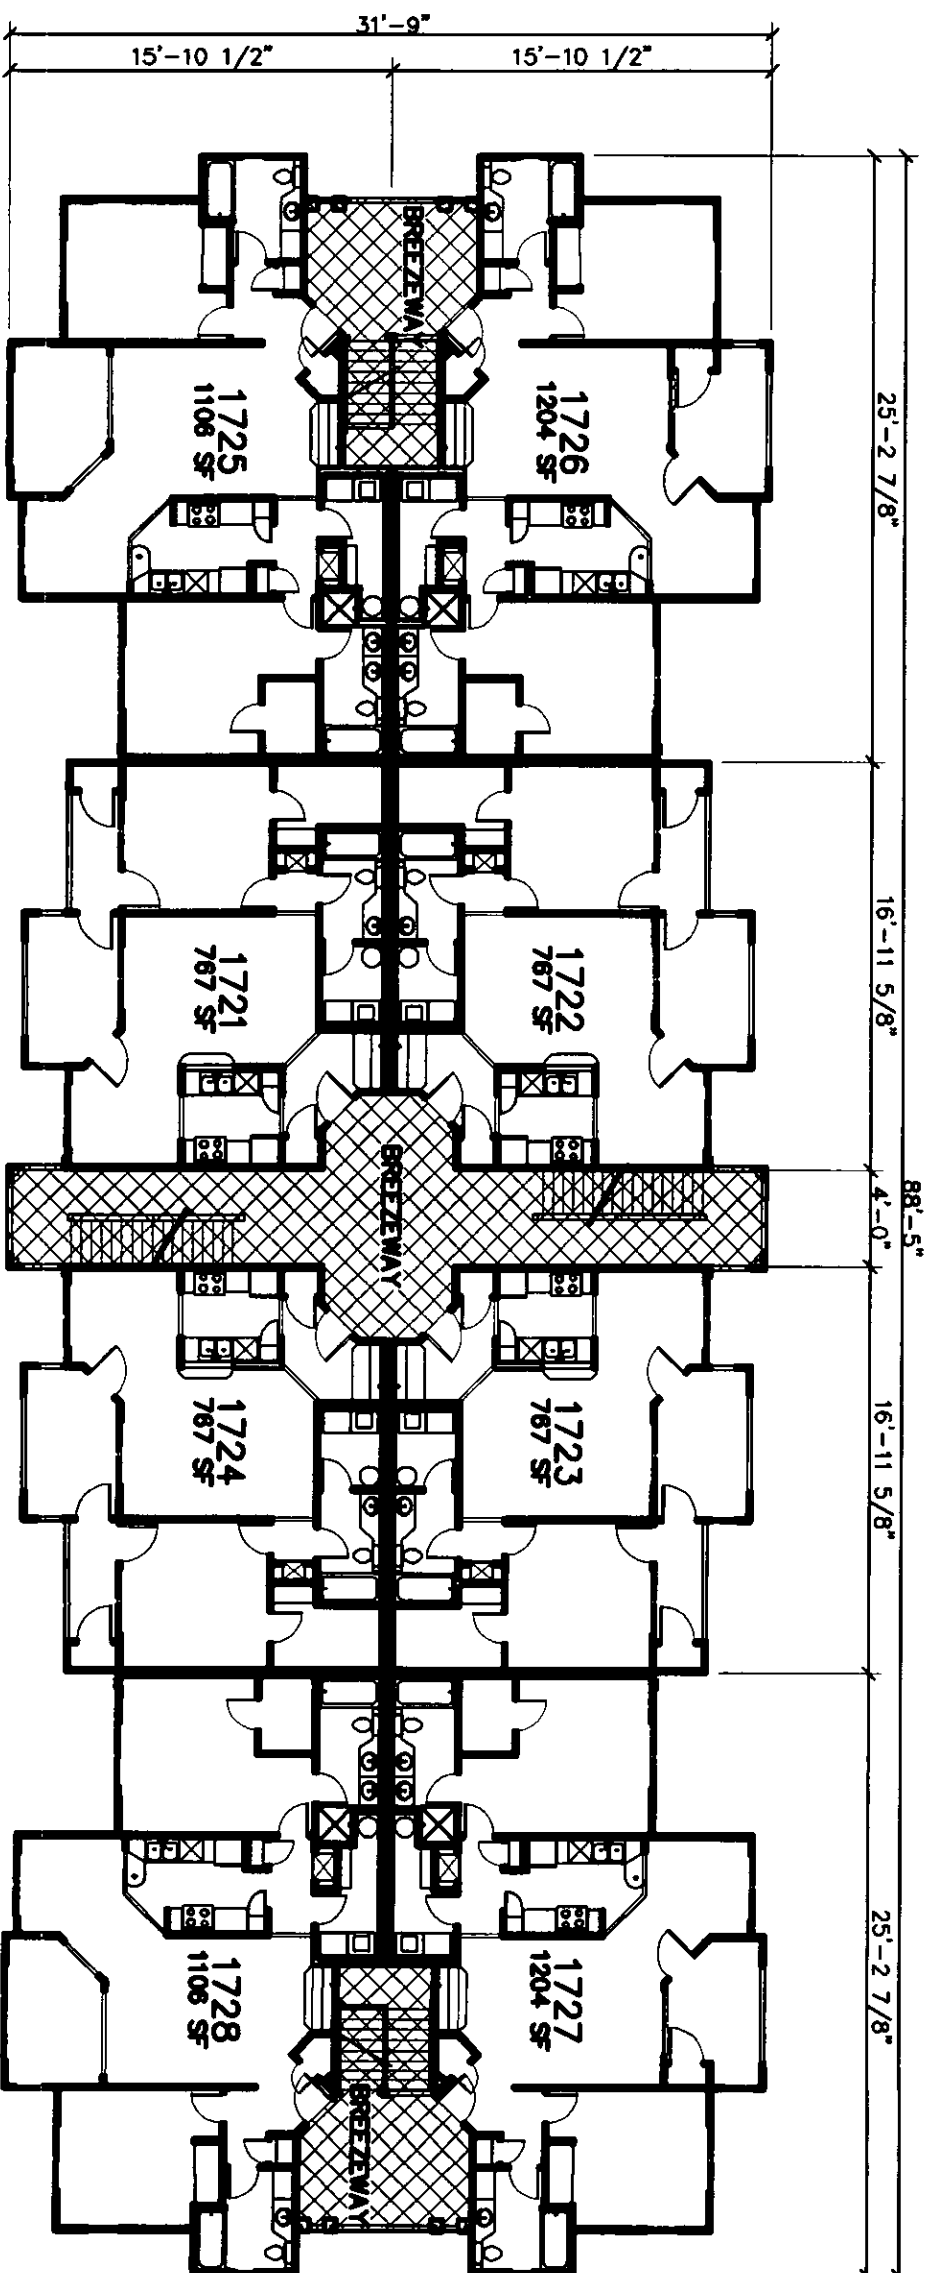 31'-9"
15'-10 1/2"
15'-10 1/2"
BREEZEWAY
25'-2 7/8"
1725
1106 SF
1726
1204 SF
88'-5"
16'-11 5/8"
1721
767 SF
1722
767 SF
BREEZEWAY
4'-0"
1724
767 SF
1723
767 SF
16'-11 5/8"
1728
1106 SF
1727
1204 SF
25'-2 7/8"
BREEZEWAY